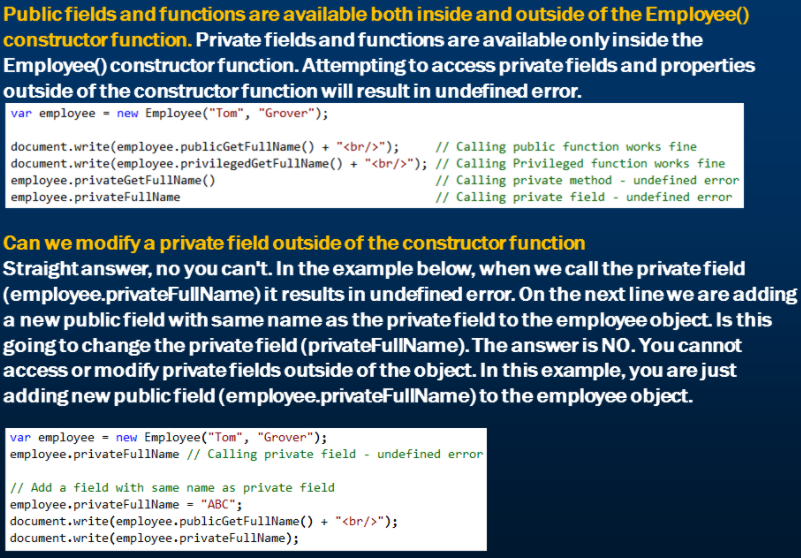 Public fields and functions are available both inside and outside of the Employee()
constructor function. Private fields and functions are available only inside the
Employee() constructor function. Attempting to access private fields and properties
outside of the constructor function will result in undefined error.
var employee = new Employee("Tom", "Grover");
document.write(employee.publicGetFullName() + "<br/>");     // Calling public function works fine
document.write(employee.privilegedGetFullName() + "<br/>"); // Calling Privileged function works fine
employee.privateGetFullName()                               // Calling private method - undefined error
employee.privateFullName                                    // Calling private field - undefined error
Can we modify a private field outside of the constructor function
Straight answer, no you can't. In the example below, when we call the private field
(employee.privateFullName) it results in undefined error. On the next line we are adding
a new public field with same name as the private field to the employee object. Is this
going to change the private field (privateFullName). The answer is NO. You cannot
access or modify private fields outside of the object. In this example, you are just
adding new public field (employee.privateFullName) to the employee object.
var employee = new Employee("Tom", "Grover");
employee.privateFullName // Calling private field - undefined error
// Add a field with same name as private field
employee.privateFullName = "ABC";
document.write(employee.publicGetFullName() + "<br/>");
document.write(employee.privateFullName);